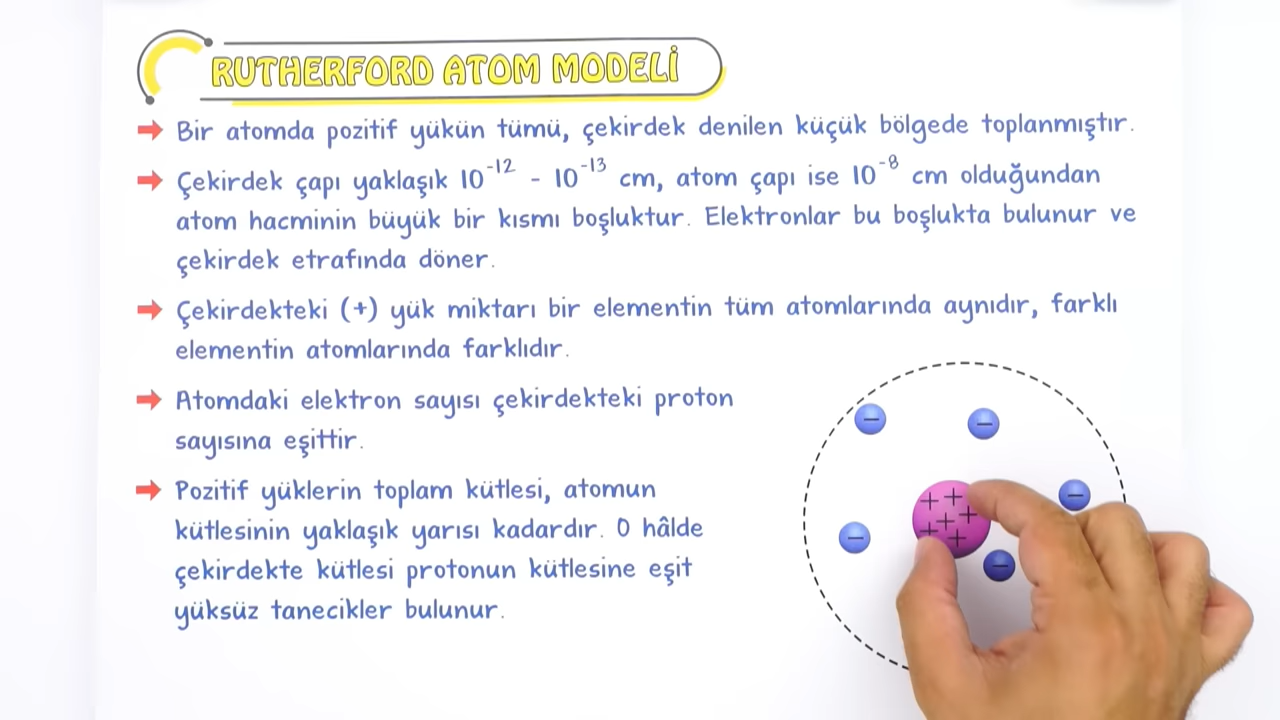 RUTHERFORD ATOM MODELİ
Bir atomda pozitif yükün tümü, çekirdek denilen küçük bölgede toplanmıştır.
Çekirdek çapı yaklaşık 10⁻¹² - 10⁻¹³ cm, atom çapı ise 10⁻⁸ cm olduğundan
atom hacminin büyük bir kısmı boşluktur. Elektronlar bu boşlukta bulunur ve
çekirdek etrafında döner.
Çekirdekteki (+) yük miktarı bir elementin tüm atomlarında aynıdır, farklı
elementin atomlarında farklıdır.
Atomdaki elektron sayısı çekirdekteki proton
sayısına eşittir.
Pozitif yüklerin toplam kütlesi, atomun
kütlesinin yaklaşık yarısı kadardır. O hâlde
çekirdekte kütlesi protonun kütlesine eşit
yüksüz tanecikler bulunur.